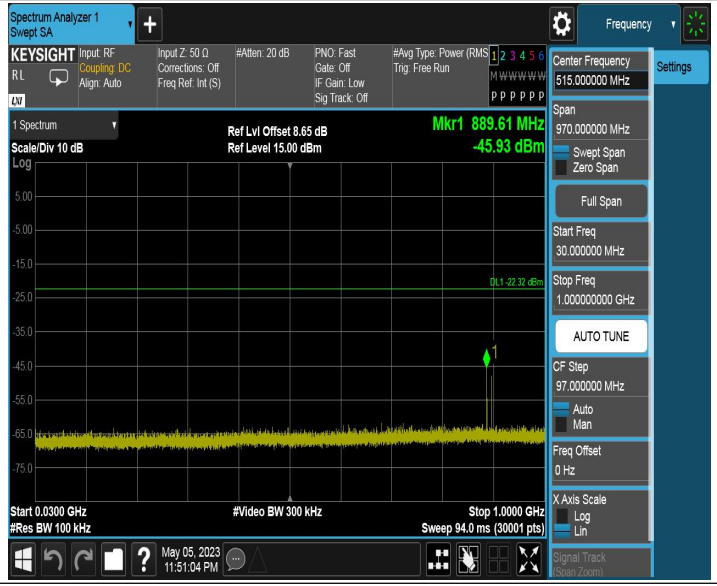 Spectrum Analyzer 1
Swept SA
Frequency
KEYSIGHT
RL
LXI
Input: RF
Coupling: DC
Align: Auto
Input Z: 50 Ω
Corrections: Off
Freq Ref: Int (S)
#Atten: 20 dB
PNO: Fast
Gate: Off
IF Gain: Low
Sig Track: Off
#Avg Type: Power (RMS
Trig: Free Run
1 2 3 4 5 6
M W W W W W
P P P P P P
1 Spectrum
Scale/Div 10 dB
Ref Lvl Offset 8.65 dB
Ref Level 15.00 dBm
Mkr1 889.61 MHz
-45.93 dBm
Log
5.00
-5.00
-15.0
-25.0
-35.0
-45.0
-55.0
-65.0
-75.0
DL1 -22.32 dBm
1
Start 0.0300 GHz
#Res BW 100 kHz
#Video BW 300 kHz
Stop 1.0000 GHz
Sweep 94.0 ms (30001 pts)
Center Frequency
515.000000 MHz
Settings
Span
970.000000 MHz
Swept Span
Zero Span
Full Span
Start Freq
30.000000 MHz
Stop Freq
1.000000000 GHz
AUTO TUNE
CF Step
97.000000 MHz
Auto
Man
Freq Offset
0 Hz
X Axis Scale
Log
Lin
Signal Track
(Span Zoom)
?
May 05, 2023
11:51:04 PM